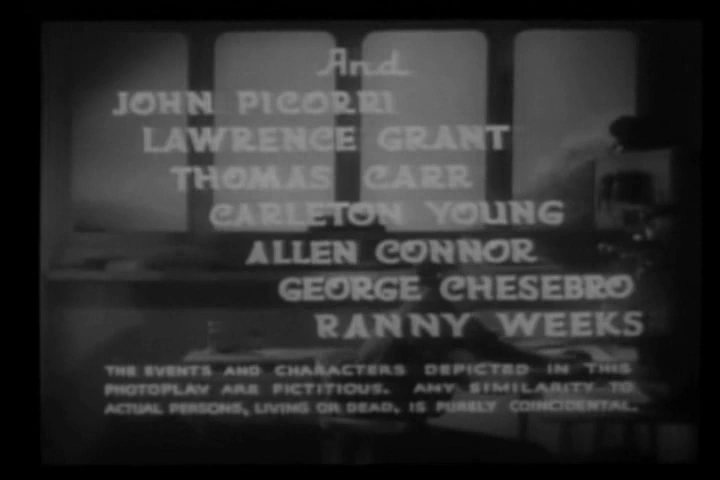 And
JOHN PICORRI
LAWRENCE GRANT
THOMAS CARR
CARLETON YOUNG
ALLEN CONNOR
GEORGE CHESEBRO
RANNY WEEKS
THE EVENTS AND CHARACTERS DEPICTED IN THIS
PHOTOPLAY ARE FICTITIOUS. ANY SIMILARITY TO
ACTUAL PERSONS, LIVING OR DEAD, IS PURELY COINCIDENTAL.